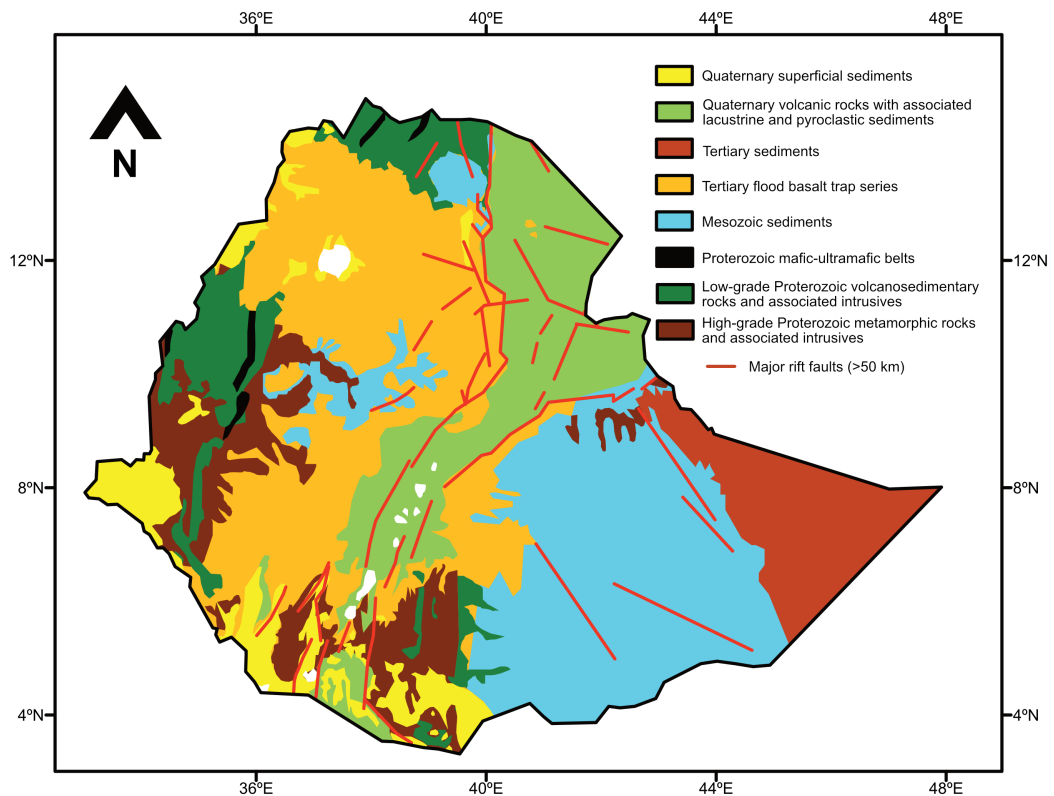 36ºE 40ºE 44ºE 48ºE
N
Quaternary superficial sediments
Quaternary volcanic rocks with associated
lacustrine and pyroclastic sediments
Tertiary sediments
Tertiary flood basalt trap series
Mesozoic sediments
Proterozoic mafic-ultramafic belts
Low-grade Proterozoic volcanosedimentary
rocks and associated intrusives
High-grade Proterozoic metamorphic rocks
and associated intrusives
Major rift faults (>50 km)
12ºN 12ºN
8ºN 8ºN
4ºN 4ºN
36ºE 40ºE 44ºE 48ºE